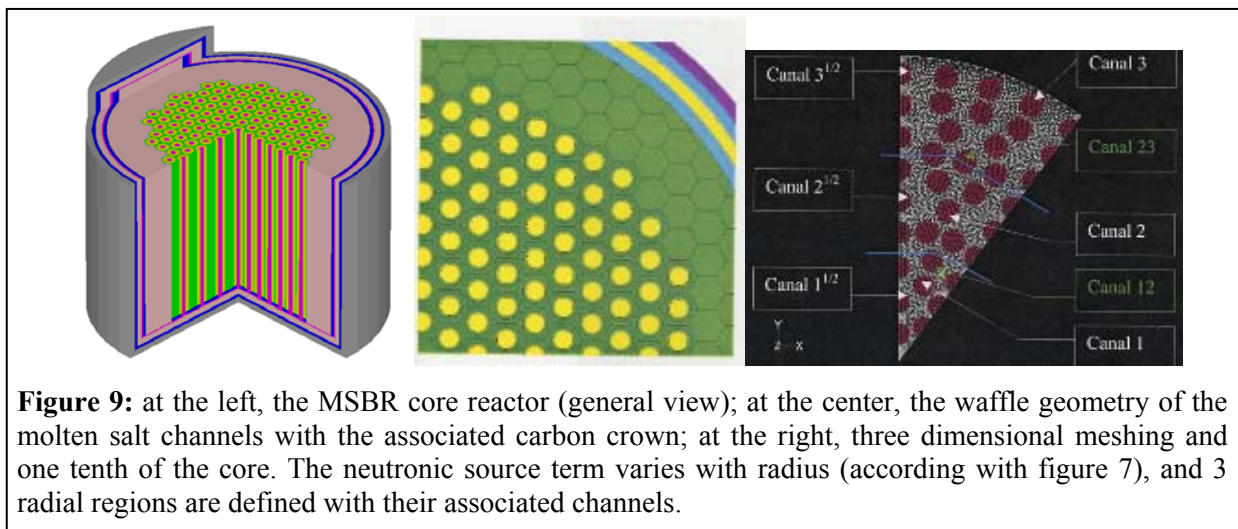 Canal 3^{1/2}
Canal 3
Canal 23
Canal 2^{1/2}
Canal 2
Canal 12
Canal 1^{1/2}
Canal 1
Y
Z X
Figure 9: at the left, the MSBR core reactor (general view); at the center, the waffle geometry of the
molten salt channels with the associated carbon crown; at the right, three dimensional meshing and
one tenth of the core. The neutronic source term varies with radius (according with figure 7), and 3
radial regions are defined with their associated channels.